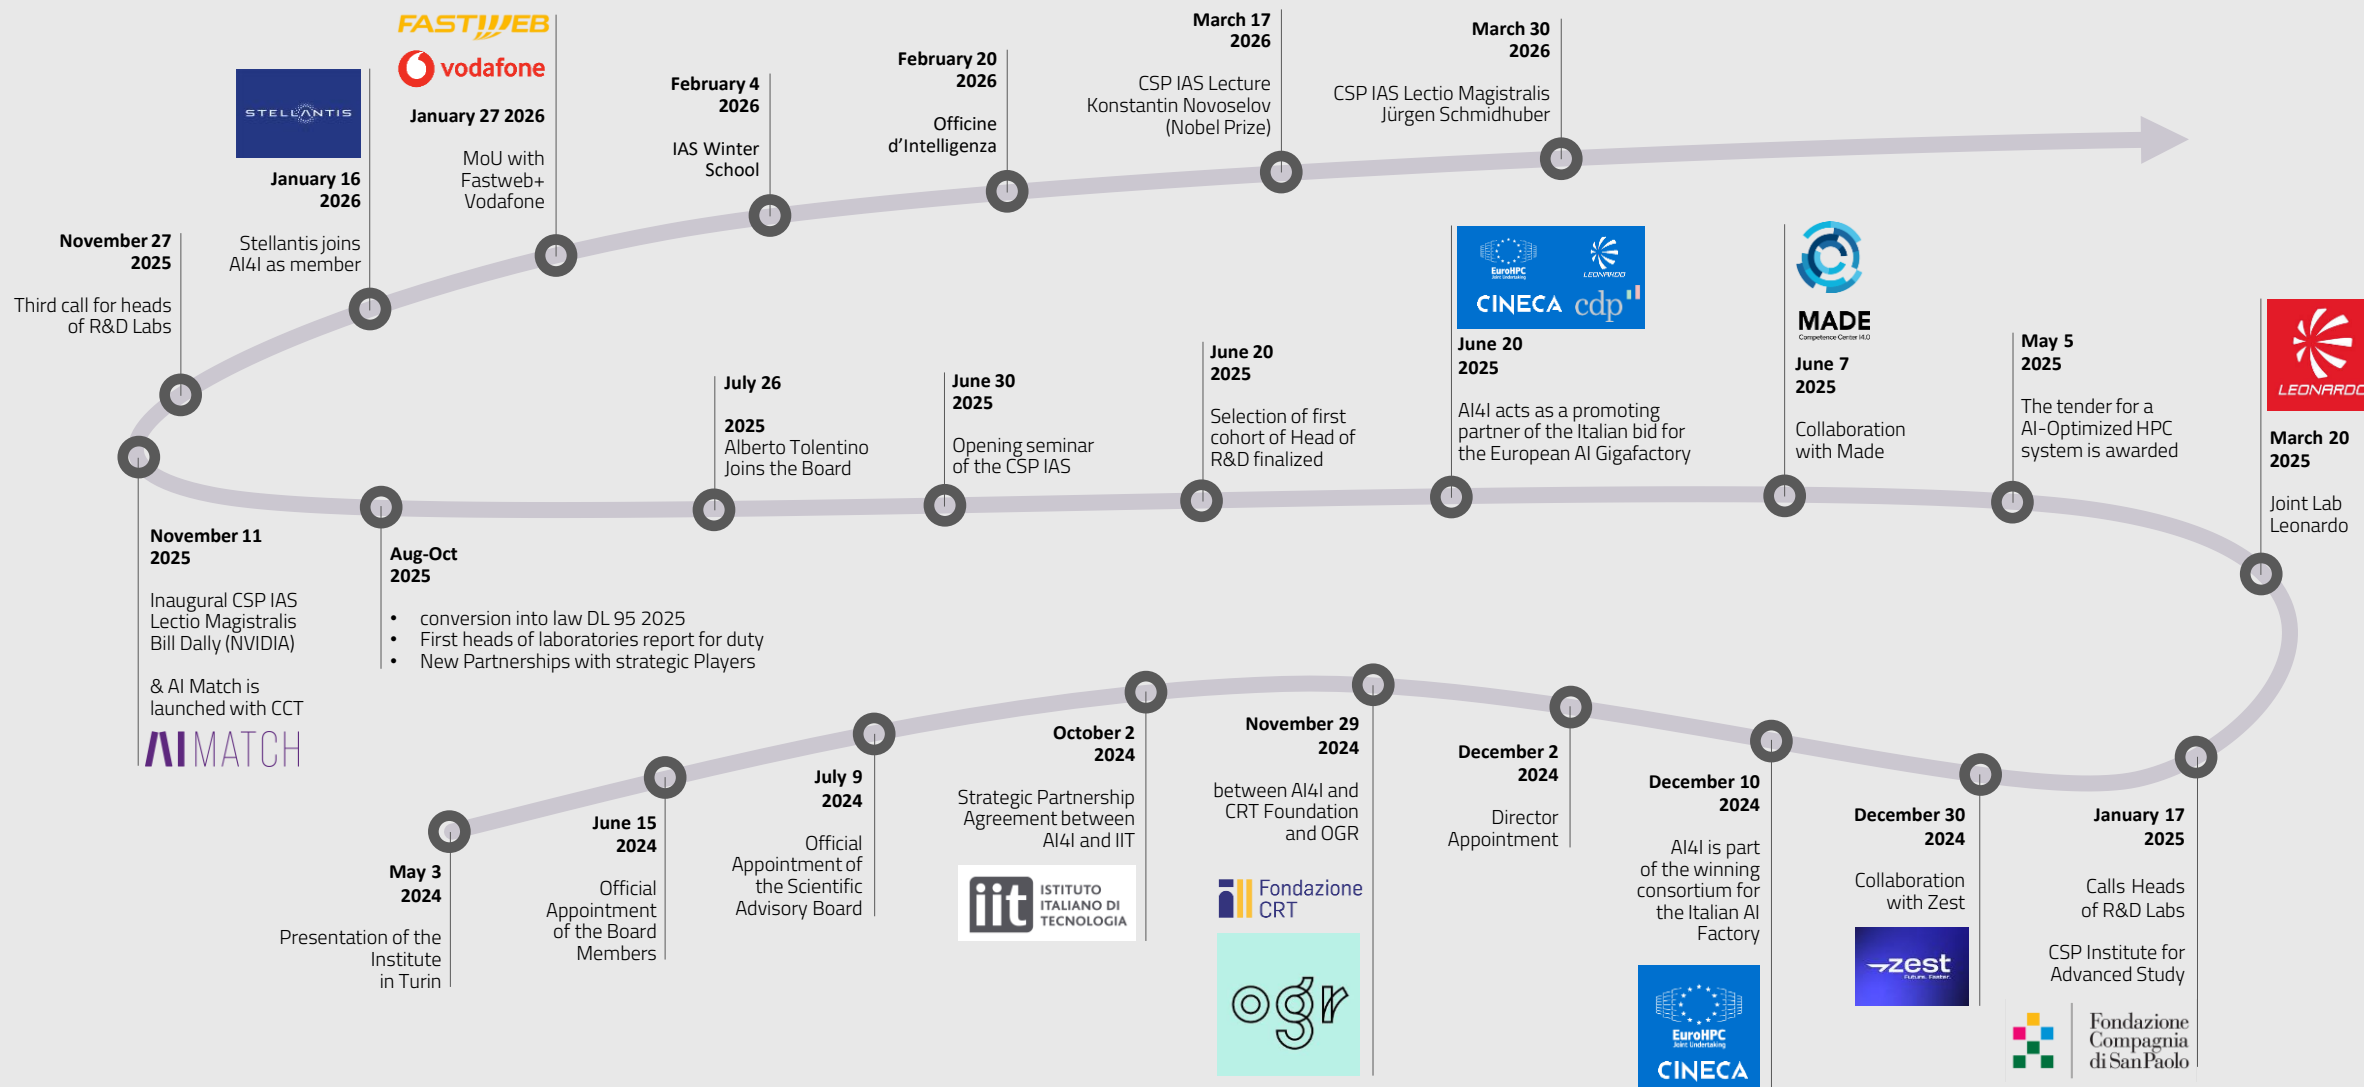 FASTWEB
vodafone
STELLANTIS
January 16
2026
Stellantis joins
AI4I as member
January 27 2026
MoU with
Fastweb+
Vodafone
February 4
2026
IAS Winter
School
February 20
2026
Officine
d’Intelligenza
March 17
2026
CSP IAS Lecture
Konstantin Novoselov
(Nobel Prize)
March 30
2026
CSP IAS Lectio Magistralis
Jürgen Schmidhuber
November 27
2025
Third call for heads
of R&D Labs
July 26
2025
Alberto Tolentino
Joins the Board
June 30
2025
Opening seminar
of the CSP IAS
June 20
2025
Selection of first
cohort of Head of
R&D finalized
EuroHPC
Joint Undertaking
LEONARDO
CINECA
cdp
June 20
2025
AI4I acts as a promoting
partner of the Italian bid for
the European AI Gigafactory
MADE
Competence Center I4.0
June 7
2025
Collaboration
with Made
May 5
2025
The tender for a
AI-Optimized HPC
system is awarded
LEONARDO
March 20
2025
Joint Lab
Leonardo
November 11
2025
Inaugural CSP IAS
Lectio Magistralis
Bill Dally (NVIDIA)
& AI Match is
launched with CCT
AI MATCH
Aug-Oct
2025
• conversion into law DL 95 2025
• First heads of laboratories report for duty
• New Partnerships with strategic Players
May 3
2024
Presentation of the
Institute
in Turin
June 15
2024
Official
Appointment
of the Board
Members
July 9
2024
Official
Appointment of
the Scientific
Advisory Board
October 2
2024
Strategic Partnership
Agreement between
AI4I and IIT
iit
ISTITUTO
ITALIANO DI
TECNOLOGIA
November 29
2024
between AI4I and
CRT Foundation
and OGR
Fondazione
CRT
ogr
December 2
2024
Director
Appointment
December 10
2024
AI4I is part
of the winning
consortium for
the Italian AI
Factory
EuroHPC
Joint Undertaking
CINECA
December 30
2024
Collaboration
with Zest
zest
Future. Faster.
January 17
2025
Calls Heads
of R&D Labs
CSP Institute for
Advanced Study
Fondazione
Compagnia
di San Paolo